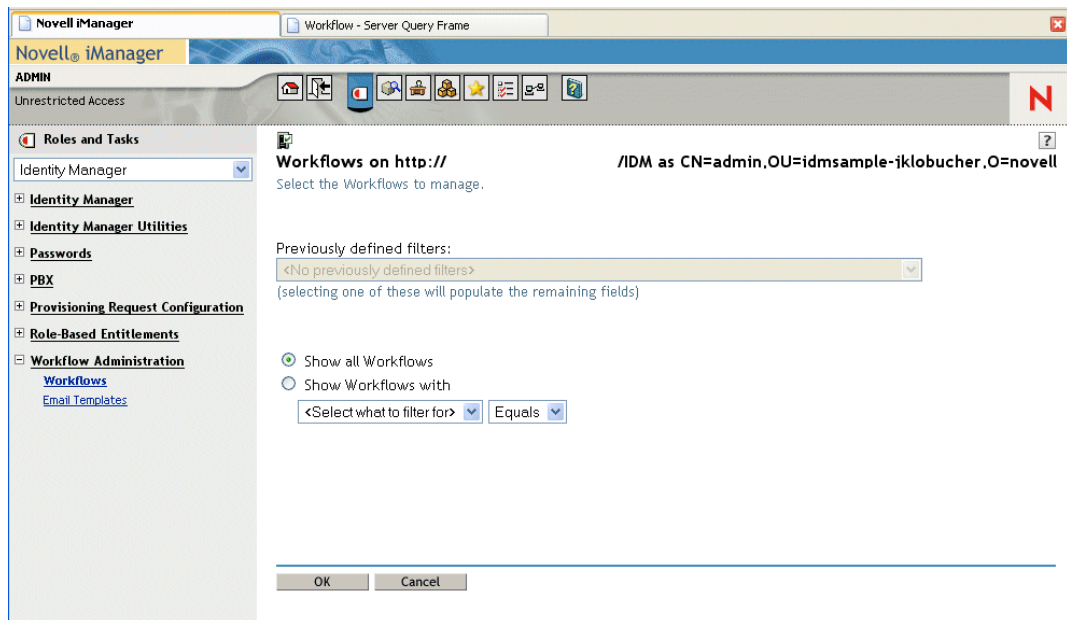 Novell iManager
Workflow - Server Query Frame
Novell® iManager
ADMIN
Unrestricted Access
N
Roles and Tasks
Identity Manager
Identity Manager
Identity Manager Utilities
Passwords
PBX
Provisioning Request Configuration
Role-Based Entitlements
Workflow Administration
Workflows
Email Templates
?
Workflows on http:// /IDM as CN=admin,OU=idmsample-jklobucher,O=novell
Select the Workflows to manage.
Previously defined filters:
<No previously defined filters>
(selecting one of these will populate the remaining fields)
Show all Workflows
Show Workflows with
<Select what to filter for> Equals
OK Cancel